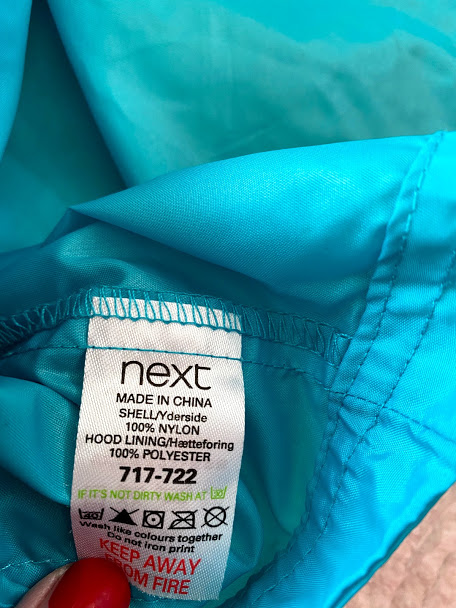 next
MADE IN CHINA
SHELL/Yderside
100% NYLON
HOOD LINING/Hætteforing
100% POLYESTER
717-722
IF IT'S NOT DIRTY WASH AT 30
40
Wash like colours together
Do not iron print
KEEP AWAY
FROM FIRE